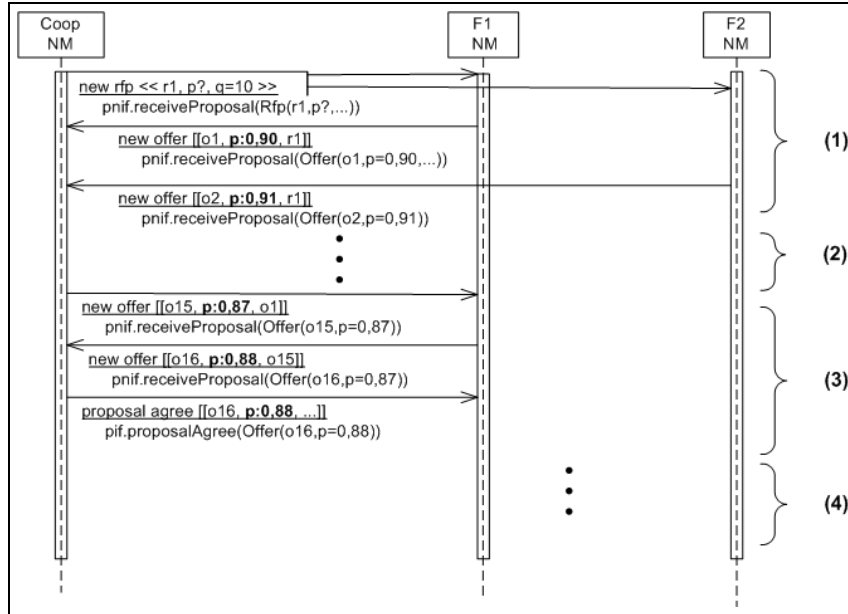 Coop
NM
F1
NM
F2
NM
new rfp << r1, p?, q=10 >>
pnif.receiveProposal(Rfp(r1,p?,...))
new offer [[o1, p:0,90, r1]]
pnif.receiveProposal(Offer(o1,p=0,90,...))
(1)
new offer [[o2, p:0,91, r1]]
pnif.receiveProposal(Offer(o2,p=0,91))
(2)
new offer [[o15, p:0,87, o1]]
pnif.receiveProposal(Offer(o15,p=0,87))
new offer [[o16, p:0,88, o15]]
pnif.receiveProposal(Offer(o16,p=0,87))
(3)
proposal agree [[o16, p:0,88, ...]]
pif.proposalAgree(Offer(o16,p=0,88))
(4)